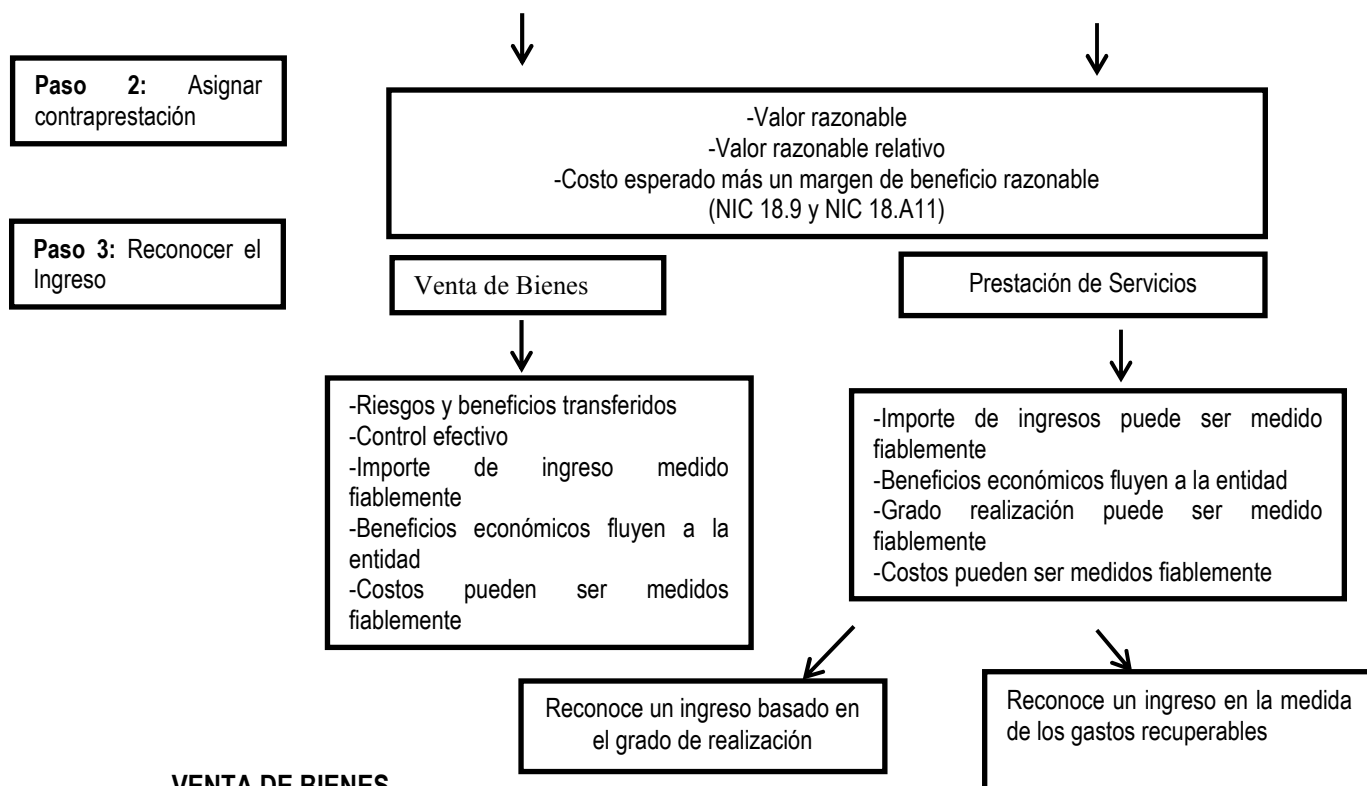 Paso 2: Asignar
contraprestación
-Valor razonable
-Valor razonable relativo
-Costo esperado más un margen de beneficio razonable
(NIC 18.9 y NIC 18.A11)
Paso 3: Reconocer el
Ingreso
Venta de Bienes
Prestación de Servicios
-Riesgos y beneficios transferidos
-Control efectivo
-Importe de ingreso medido
fiablemente
-Beneficios económicos fluyen a la
entidad
-Costos pueden ser medidos
fiablemente
-Importe de ingresos puede ser medido
fiablemente
-Beneficios económicos fluyen a la entidad
-Grado realización puede ser medido
fiablemente
-Costos pueden ser medidos fiablemente
Reconoce un ingreso basado en
el grado de realización
Reconoce un ingreso en la medida
de los gastos recuperables
VENTA DE BIENES